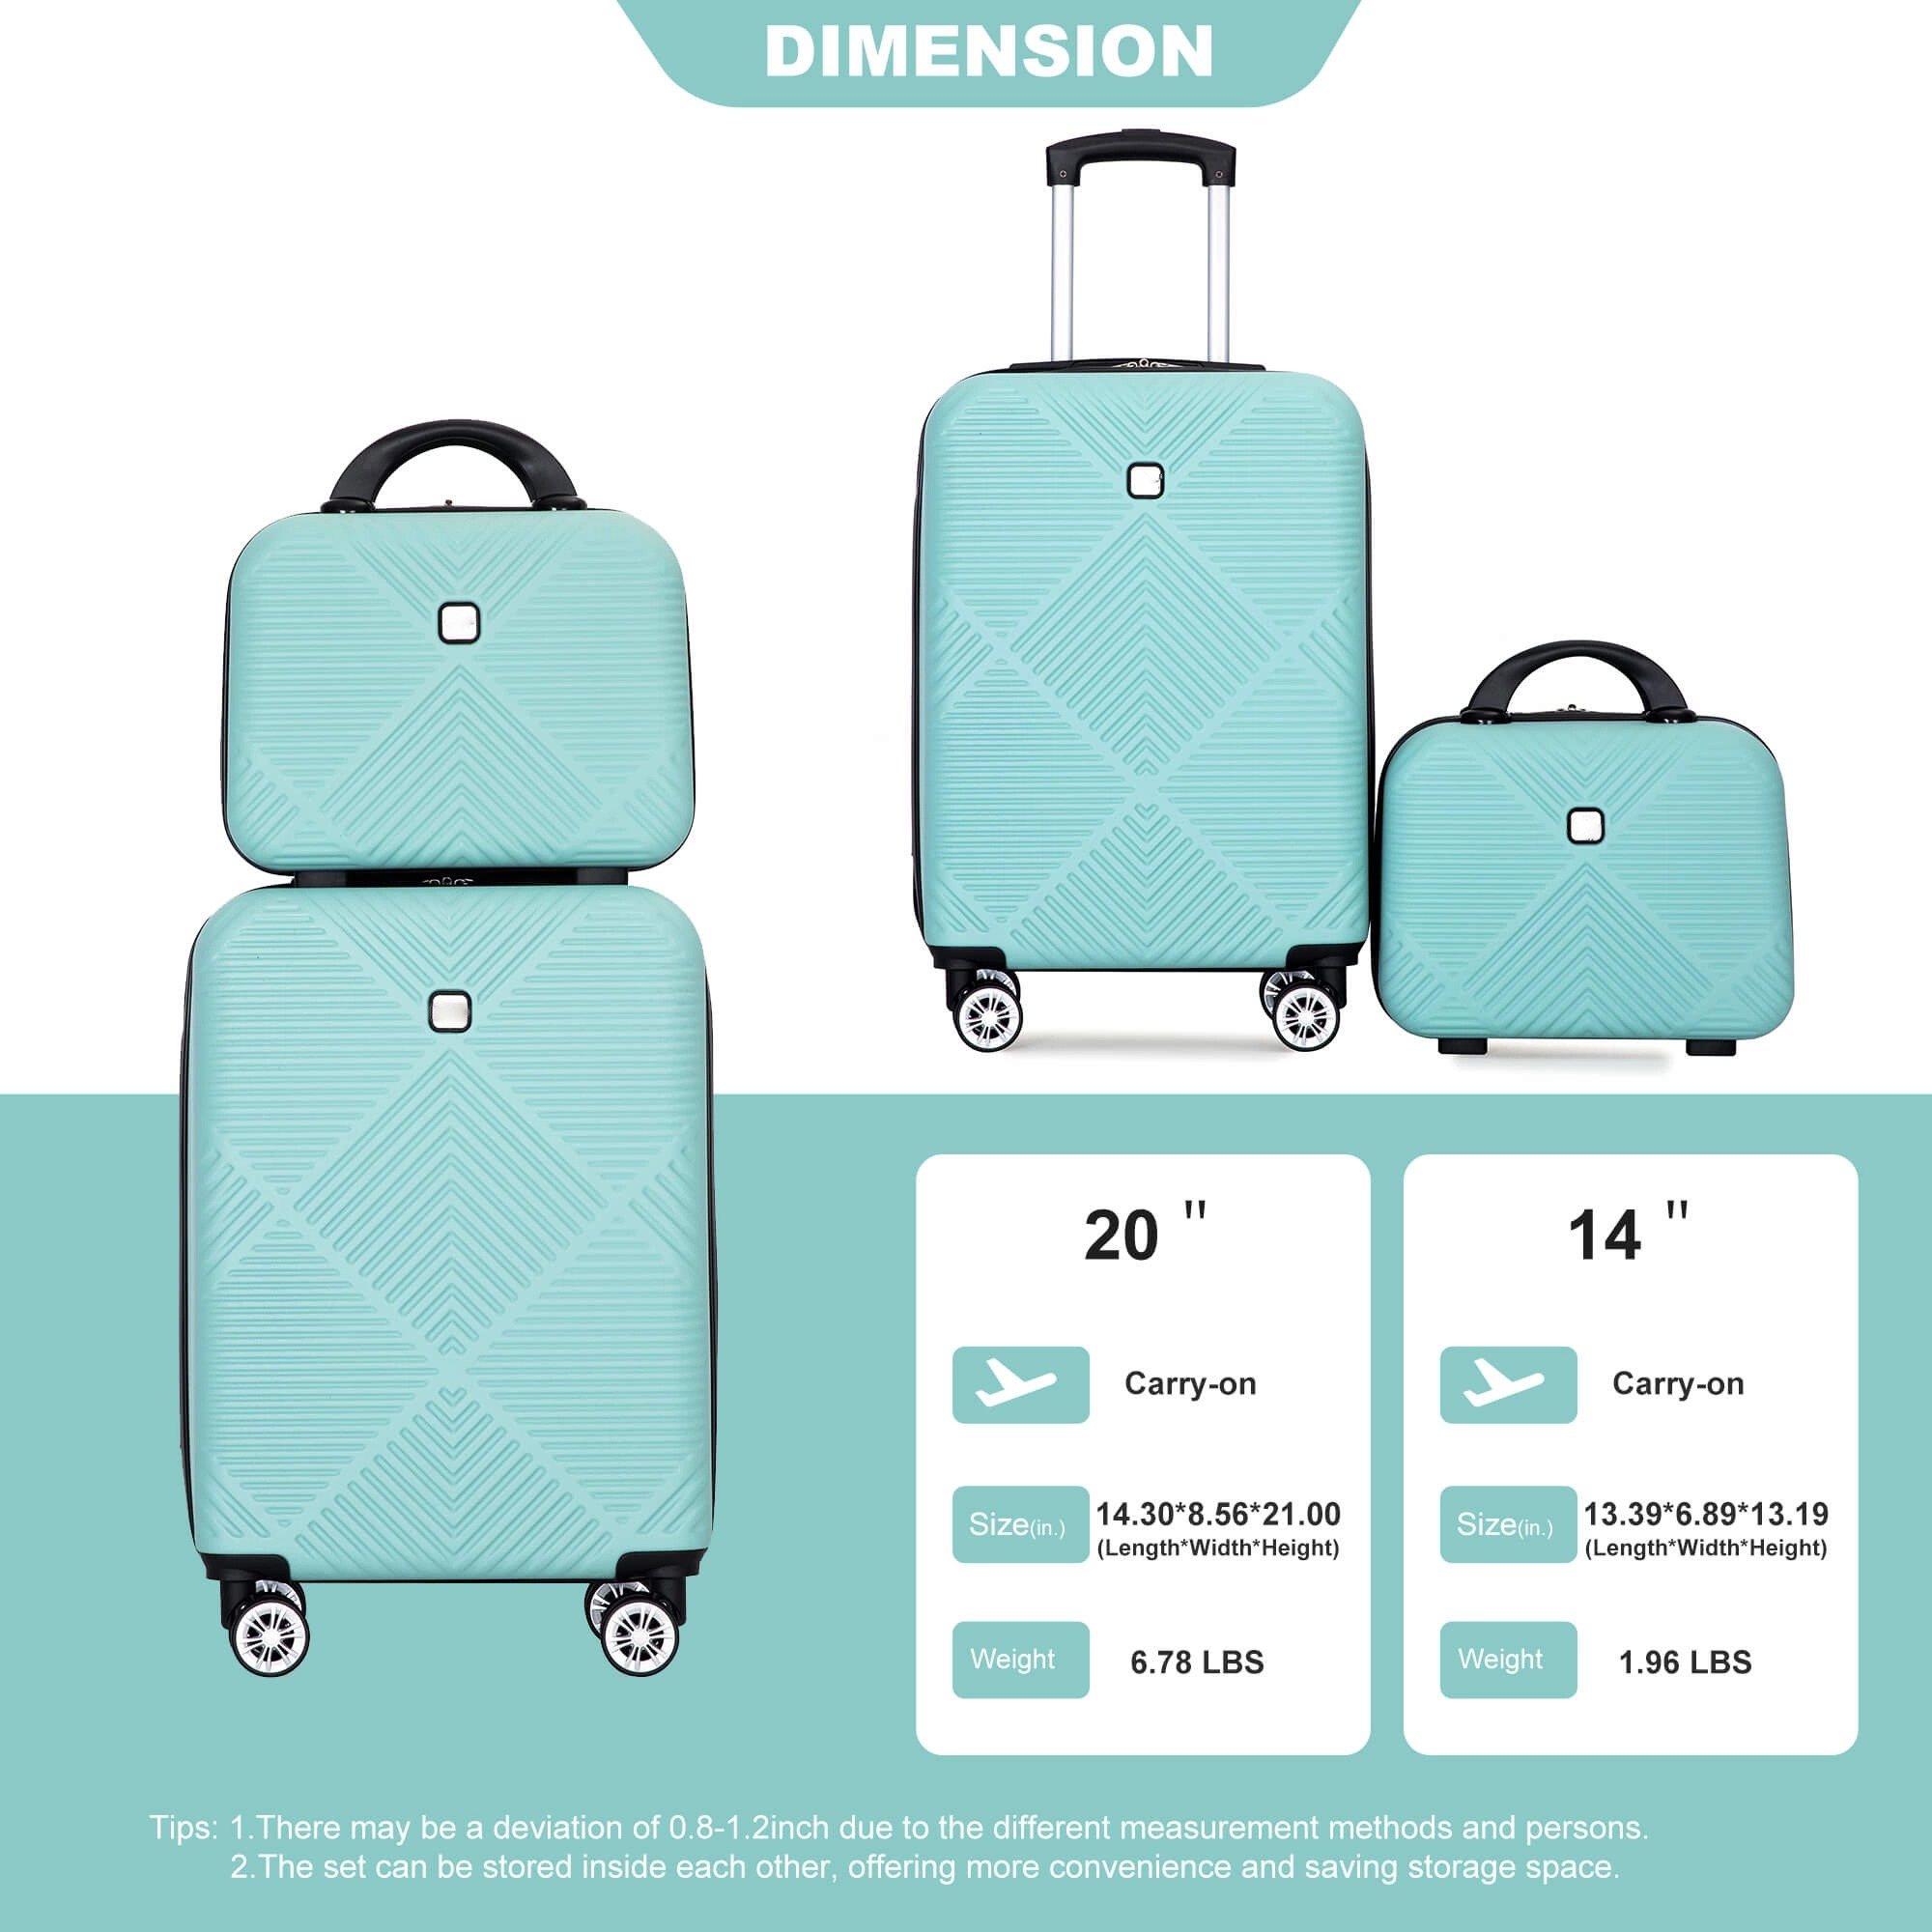 DIMENSION
20 "
Carry-on
Size(in.) 14.30*8.56*21.00
(Length*Width*Height)
Weight 6.78 LBS
14 "
Carry-on
Size(in.) 13.39*6.89*13.19
(Length*Width*Height)
Weight 1.96 LBS
Tips: 1.There may be a deviation of 0.8-1.2inch due to the different measurement methods and persons.
2.The set can be stored inside each other, offering more convenience and saving storage space.